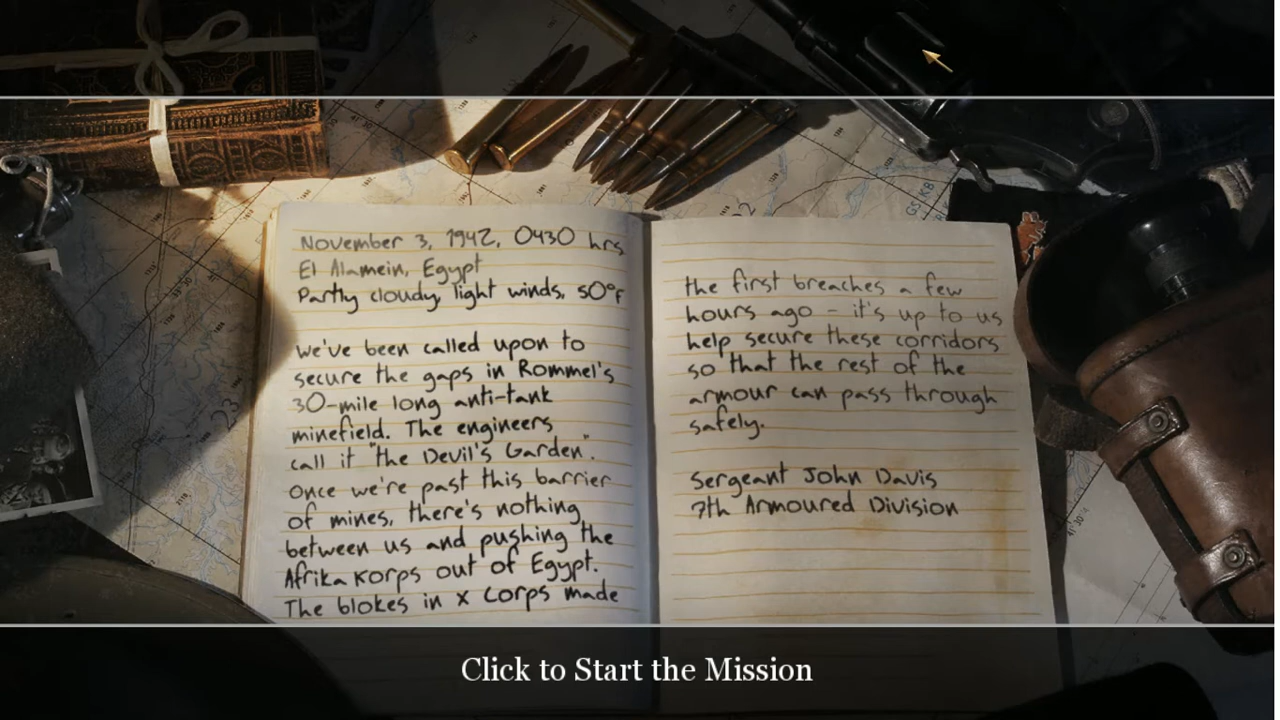 November 3, 1942, 0430 hrs,
El Alamein, Egypt
Partly cloudy, light winds, 50°F
We've been called upon to
secure the gaps in Rommel's
30-mile long anti-tank
minefield. The engineers
call it "the Devil's Garden".
Once we're past this barrier
of mines, there's nothing
between us and pushing the
Afrika Korps out of Egypt.
The blokes in X Corps made
the first breaches a few
hours ago - it's up to us
help secure these corridors
so that the rest of the
armour can pass through
safely.
Sergeant John Davis
7th Armoured Division
GS, KB
Click to Start the Mission